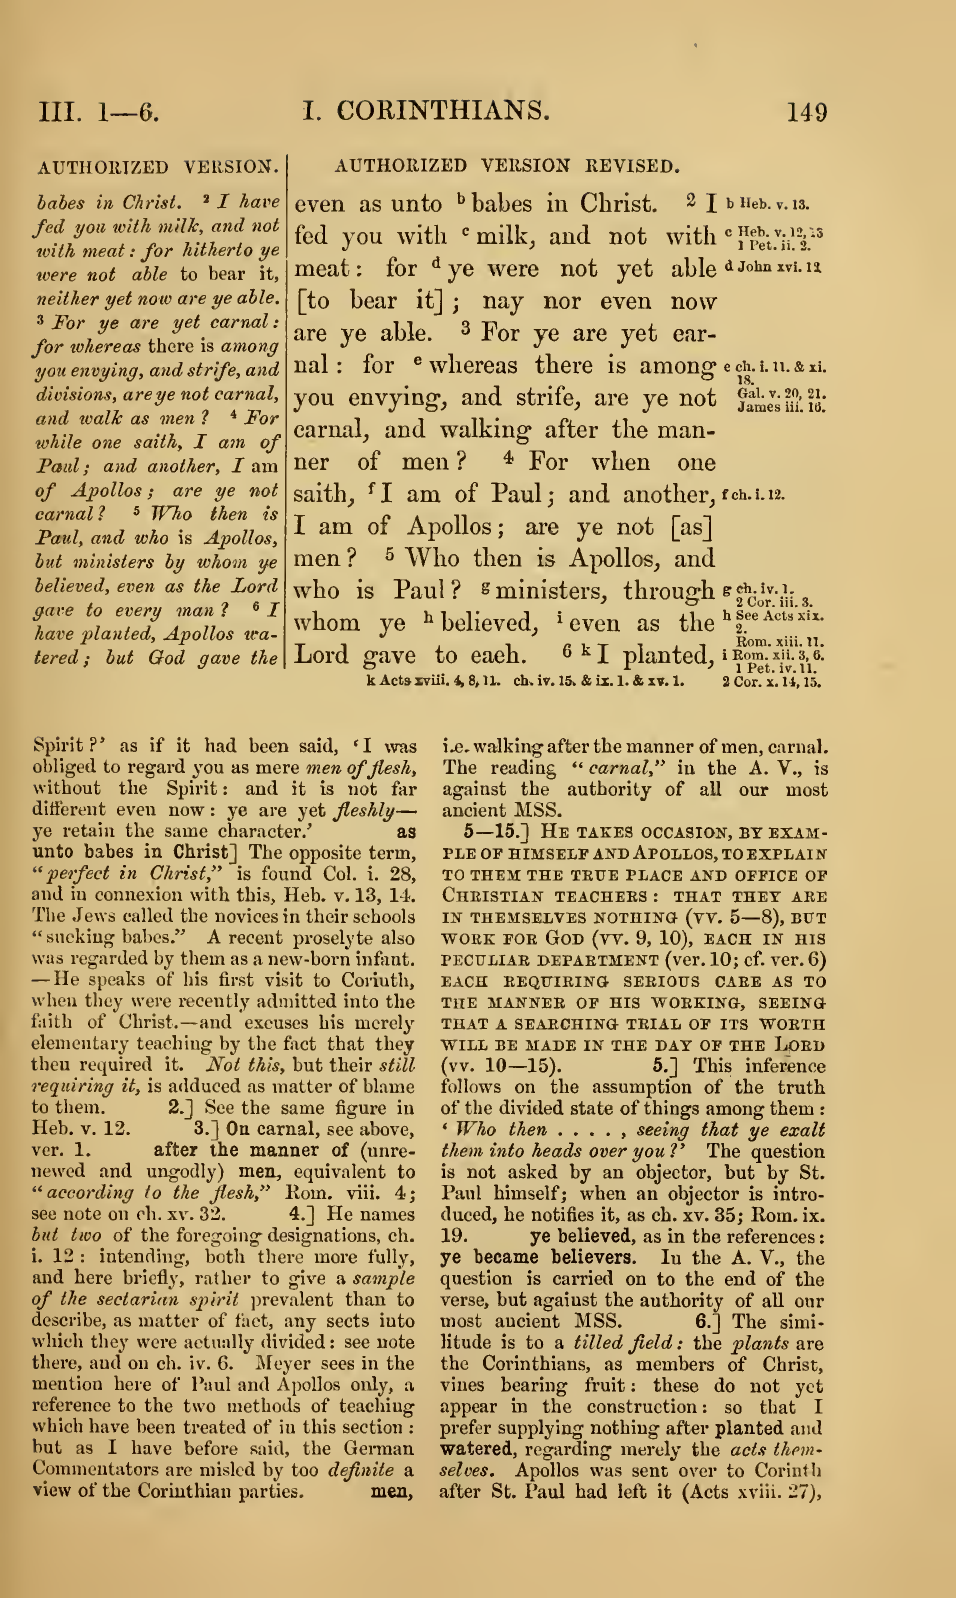 III. 1—6.
I. CORINTHIANS.
149
AUTHORIZED VERSION.
babes in Christ. 2 I have
fed you with milk, and not
with meat: for hitherto ye
were not able to bear it,
neither yet now are ye able.
3 For ye are yet carnal:
for whereas there is among
you envying, and strife, and
divisions, are ye not carnal,
and walk as men? 4 For
while one saith, I am of
Paul; and another, I am
of Apollos; are ye not
carnal? 5 Who then is
Paul, and who is Apollos,
but ministers by whom ye
believed, even as the Lord
gave to every man? 6 I
have planted, Apollos wa-
tered; but God gave the
AUTHORIZED VERSION REVISED.
even as unto b babes in Christ. 2 I
fed you with c milk, and not with
meat: for d ye were not yet able
[to bear it]; nay nor even now
are ye able. 3 For ye are yet car-
nal: for e whereas there is among
you envying, and strife, are ye not
carnal, and walking after the man-
ner of men? 4 For when one
saith, f I am of Paul; and another,
I am of Apollos; are ye not [as]
men? 5 Who then is Apollos, and
who is Paul? g ministers, through
whom ye h believed, i even as the
Lord gave to each. 6 k I planted,
b Heb. v. 13.
c Heb. v. 12, 13
1 Pet. ii. 2.
d John xvi. 12
e ch. i. 11. & xi.
18.
Gal. v. 20, 21.
James iii. 16.
f ch. i. 12.
g ch. iv. 1.
2 Cor. iii. 3.
h See Acts xix.
2.
Rom. xiii. 11.
i Rom. xii. 3, 6.
1 Pet. iv. 11.
k Acts xviii. 4, 8, 11. ch. iv. 15. & ix. 1. & xv. 1. 2 Cor. x. 14, 15.
Spirit?' as if it had been said, 'I was
obliged to regard you as mere men of flesh,
without the Spirit: and it is not far
different even now: ye are yet fleshly—
ye retain the same character.' as
unto babes in Christ] The opposite term,
"perfect in Christ," is found Col. i. 28,
and in connexion with this, Heb. v. 13, 14.
The Jews called the novices in their schools
"sucking babes." A recent proselyte also
was regarded by them as a new-born infant.
—He speaks of his first visit to Corinth,
when they were recently admitted into the
faith of Christ.—and excuses his merely
elementary teaching by the fact that they
then required it. Not this, but their still
requiring it, is adduced as matter of blame
to them. 2.] See the same figure in
Heb. v. 12. 3.] On carnal, see above,
ver. 1. after the manner of (unre-
newed and ungodly) men, equivalent to
"according to the flesh," Rom. viii. 4;
see note on ch. xv. 32. 4.] He names
but two of the foregoing designations, ch.
i. 12: intending, both there more fully,
and here briefly, rather to give a sample
of the sectarian spirit prevalent than to
describe, as matter of fact, any sects into
which they were actually divided: see note
there, and on ch. iv. 6. Meyer sees in the
mention here of Paul and Apollos only, a
reference to the two methods of teaching
which have been treated of in this section:
but as I have before said, the German
Commentators are misled by too definite a
view of the Corinthian parties. men,
i.e. walking after the manner of men, carnal.
The reading "carnal," in the A. V., is
against the authority of all our most
ancient MSS.
5—15.] HE TAKES OCCASION, BY EXAM-
PLE OF HIMSELF AND APOLLOS, TO EXPLAIN
TO THEM THE TRUE PLACE AND OFFICE OF
CHRISTIAN TEACHERS: THAT THEY ARE
IN THEMSELVES NOTHING (VV. 5—8), BUT
WORK FOR GOD (VV. 9, 10), EACH IN HIS
PECULIAR DEPARTMENT (ver. 10; cf. ver. 6)
EACH REQUIRING SERIOUS CARE AS TO
THE MANNER OF HIS WORKING, SEEING
THAT A SEARCHING TRIAL OF ITS WORTH
WILL BE MADE IN THE DAY OF THE LORD
(vv. 10—15). 5.] This inference
follows on the assumption of the truth
of the divided state of things among them:
'Who then . . . . . , seeing that ye exalt
them into heads over you?' The question
is not asked by an objector, but by St.
Paul himself; when an objector is intro-
duced, he notifies it, as ch. xv. 35; Rom. ix.
19. ye believed, as in the references:
ye became believers. In the A. V., the
question is carried on to the end of the
verse, but against the authority of all our
most ancient MSS. 6.] The simi-
litude is to a tilled field: the plants are
the Corinthians, as members of Christ,
vines bearing fruit: these do not yet
appear in the construction: so that I
prefer supplying nothing after planted and
watered, regarding merely the acts them-
selves. Apollos was sent over to Corinth
after St. Paul had left it (Acts xviii. 27),